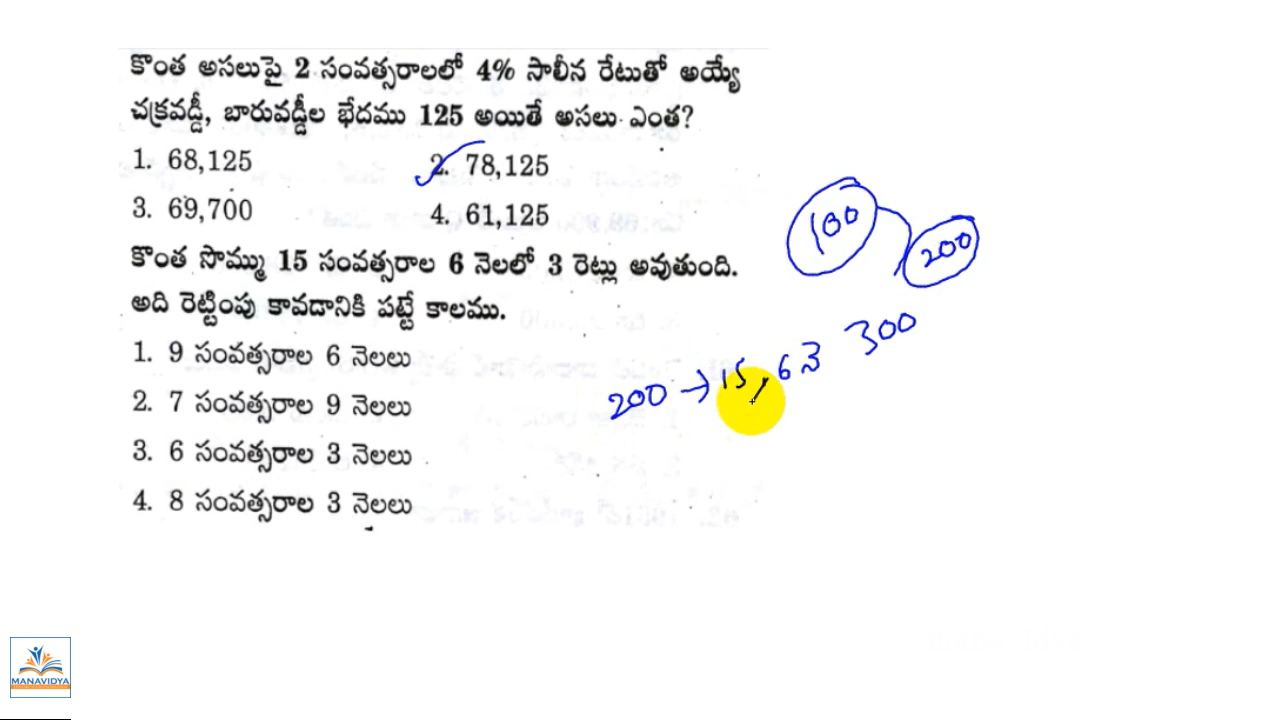 కొంత అసలుపై 2 సంవత్సరాలలో 4% సాలీన రేటుతో అయ్యే
చక్రవడ్డీ, బారువడ్డీల భేదము 125 అయితే అసలు ఎంత?
1. 68,125 2. 78,125
3. 69,700 4. 61,125
కొంత సొమ్ము 15 సంవత్సరాల 6 నెలలో 3 రెట్లు అవుతుంది.
అది రెట్టింపు కావడానికి పట్టే కాలము.
1. 9 సంవత్సరాల 6 నెలలు
2. 7 సంవత్సరాల 9 నెలలు
3. 6 సంవత్సరాల 3 నెలలు
4. 8 సంవత్సరాల 3 నెలలు
100 200
300
200 → 15, 6 నె
MANAVIDYA